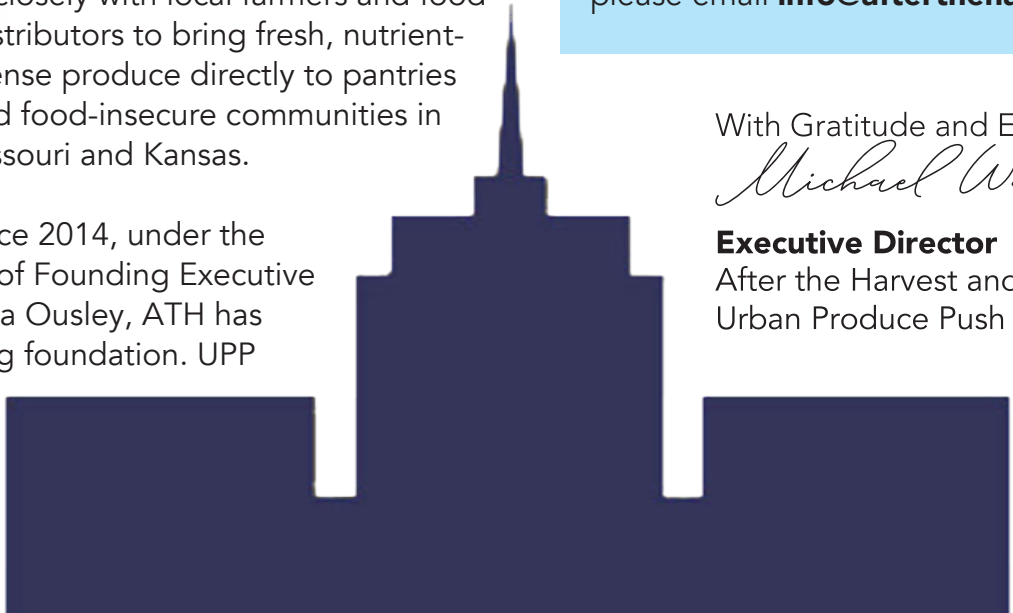 closely with local farmers and food
stributors to bring fresh, nutrient-
ense produce directly to pantries
d food-insecure communities in
ssouri and Kansas.
ce 2014, under the
of Founding Executive
a Ousley, ATH has
g foundation. UPP
please email
With Gratitude and E
Michael W
Executive Director
After the Harvest and
Urban Produce Push